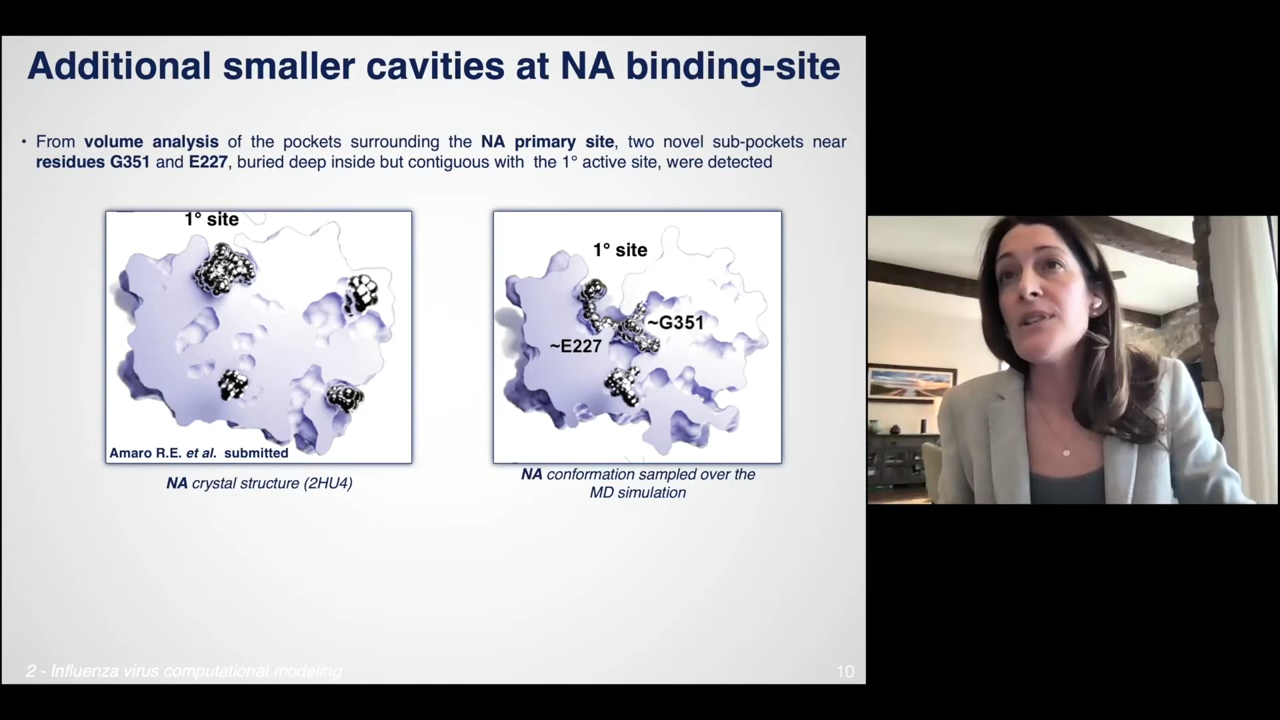 Additional smaller cavities at NA binding-site
• From volume analysis of the pockets surrounding the NA primary site, two novel sub-pockets near
residues G351 and E227, buried deep inside but contiguous with the 1° active site, were detected
1° site
Amaro R.E. et al. submitted
NA crystal structure (2HU4)
1° site
~G351
~E227
NA conformation sampled over the
MD simulation
2 - Influenza virus computational modeling
10